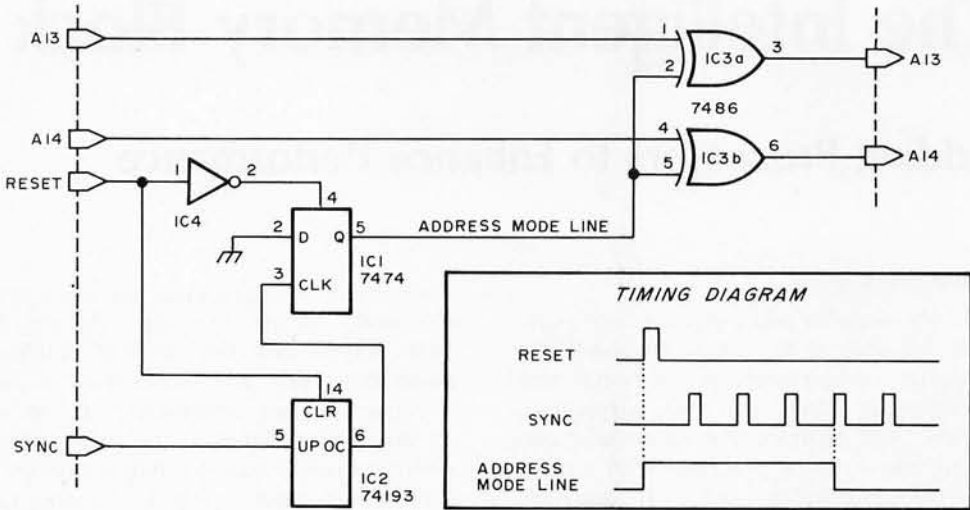 The Intelligent Memory Block
to Enhance Performance
A13
1
2
IC3a
3
A13
7486
A14
4
5
IC3b
6
A14
RESET
1
2
IC4
4
2
D
Q
5
ADDRESS MODE LINE
3
CLK
IC1
7474
14
CLR
SYNC
5
UP
OC
6
IC2
74193
TIMING DIAGRAM
RESET
SYNC
ADDRESS
MODE LINE